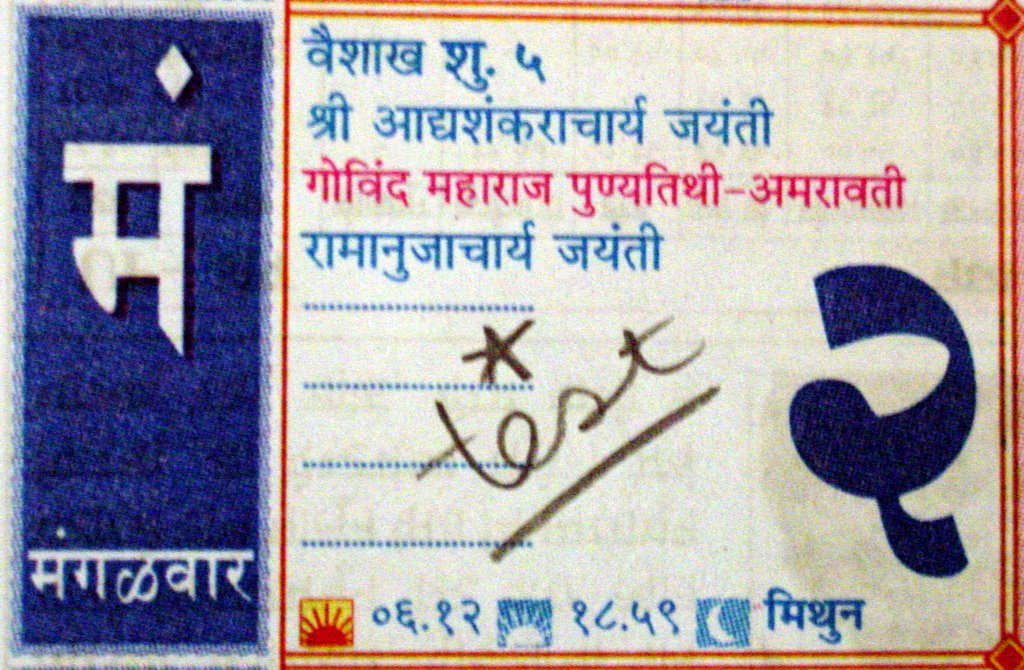 मं
मंगळवार
वैशाख शु. ५
श्री आद्यशंकराचार्य जयंती
गोविंद महाराज पुण्यतिथी–अमरावती
रामानुजाचार्य जयंती
* test
२
०६.१२ १८.५९ मिथुन